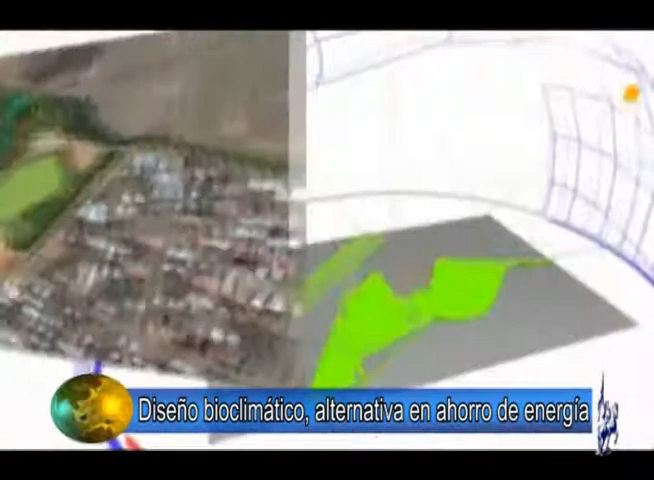 Diseño bioclimático, alternativa en ahorro de energía